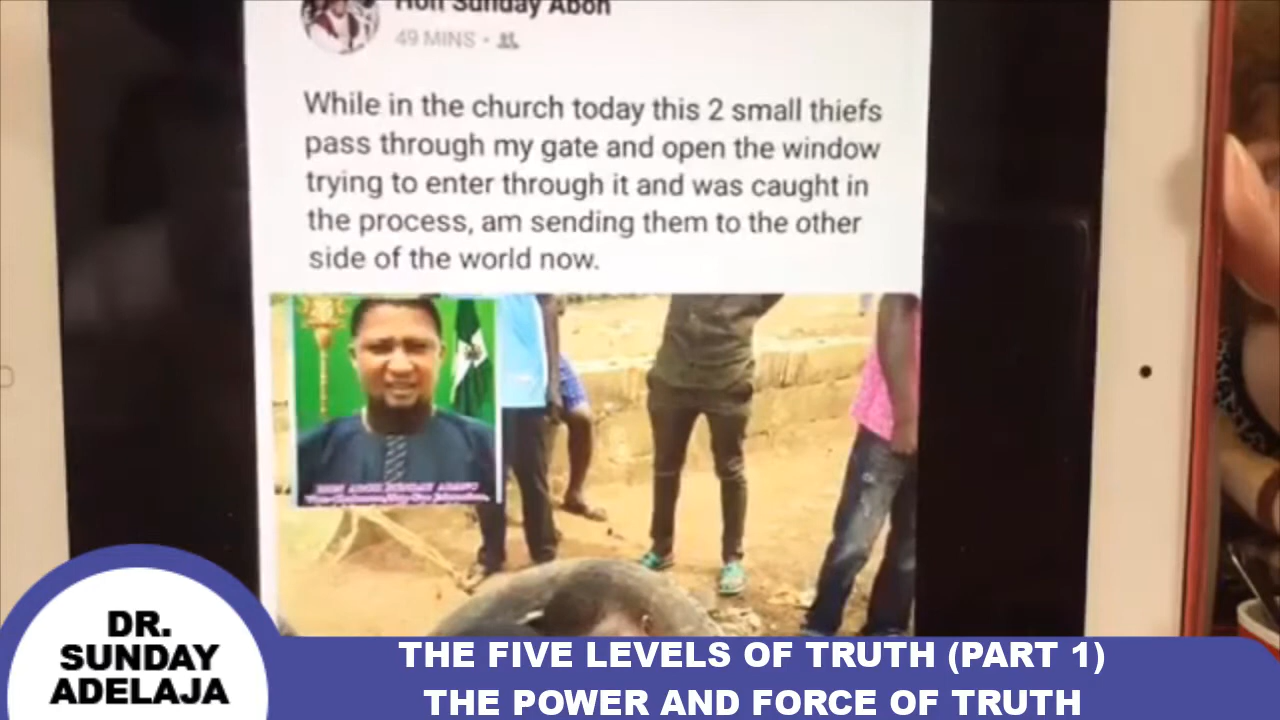 Hon Sunday Abon
49 MINS
While in the church today this 2 small thiefs
pass through my gate and open the window
trying to enter through it and was caught in
the process, am sending them to the other
side of the world now.
DR.
SUNDAY
ADELAJA
THE FIVE LEVELS OF TRUTH (PART 1)
THE POWER AND FORCE OF TRUTH